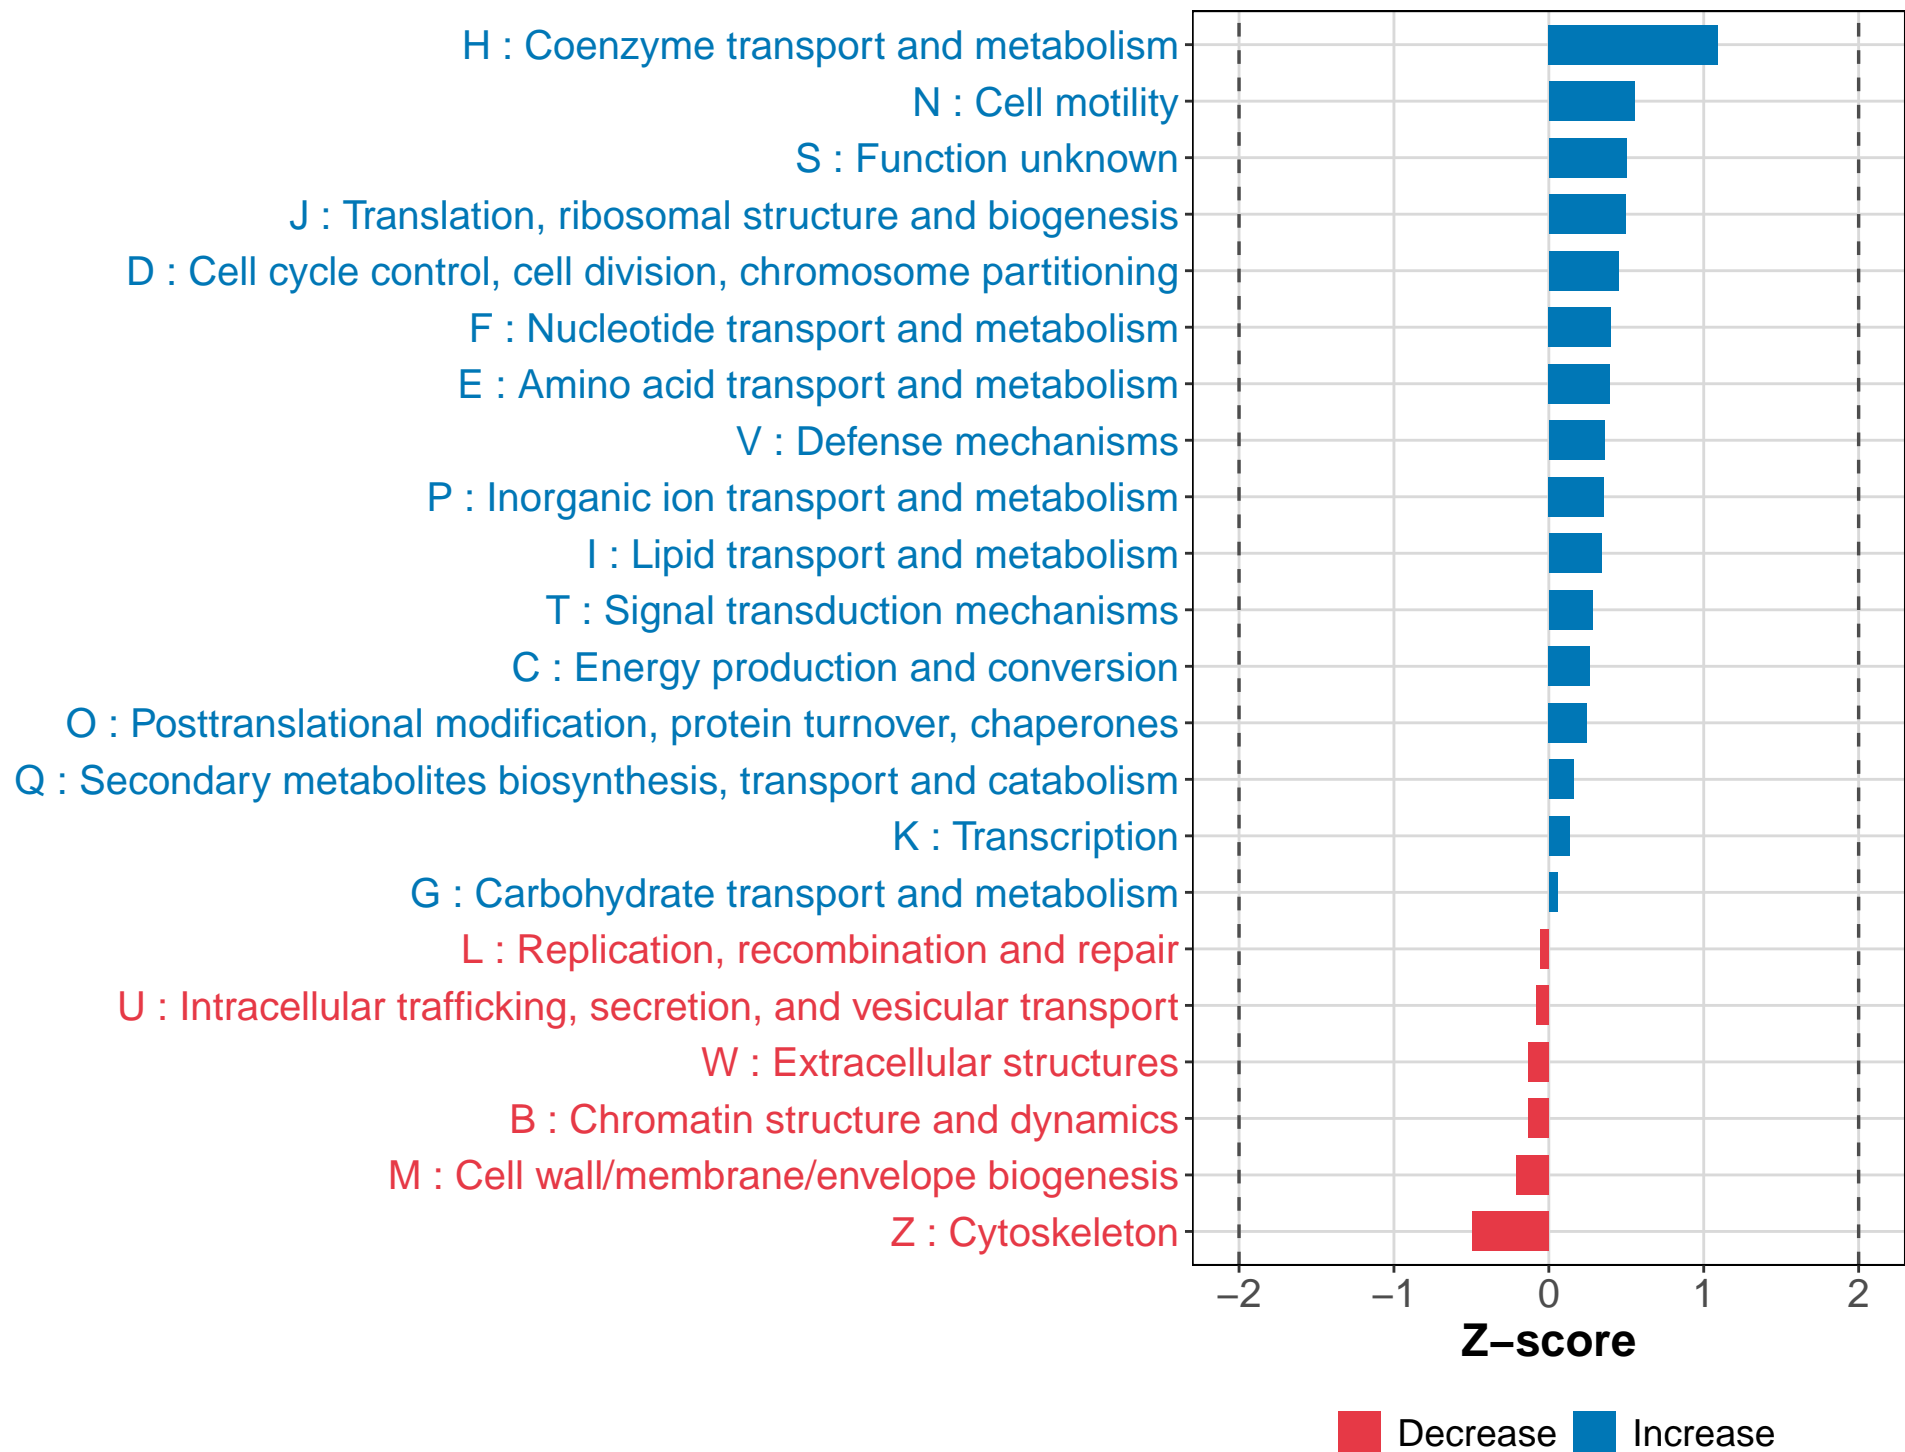 H : Coenzyme transport and metabolism
N : Cell motility
S : Function unknown
J : Translation, ribosomal structure and biogenesis
D : Cell cycle control, cell division, chromosome partitioning
F : Nucleotide transport and metabolism
E : Amino acid transport and metabolism
V : Defense mechanisms
P : Inorganic ion transport and metabolism
I : Lipid transport and metabolism
T : Signal transduction mechanisms
C : Energy production and conversion
O : Posttranslational modification, protein turnover, chaperones
Q : Secondary metabolites biosynthesis, transport and catabolism
K : Transcription
G : Carbohydrate transport and metabolism
L : Replication, recombination and repair
U : Intracellular trafficking, secretion, and vesicular transport
W : Extracellular structures
B : Chromatin structure and dynamics
M : Cell wall/membrane/envelope biogenesis
Z : Cytoskeleton
−2 −1 0 1 2
Z−score
Decrease Increase